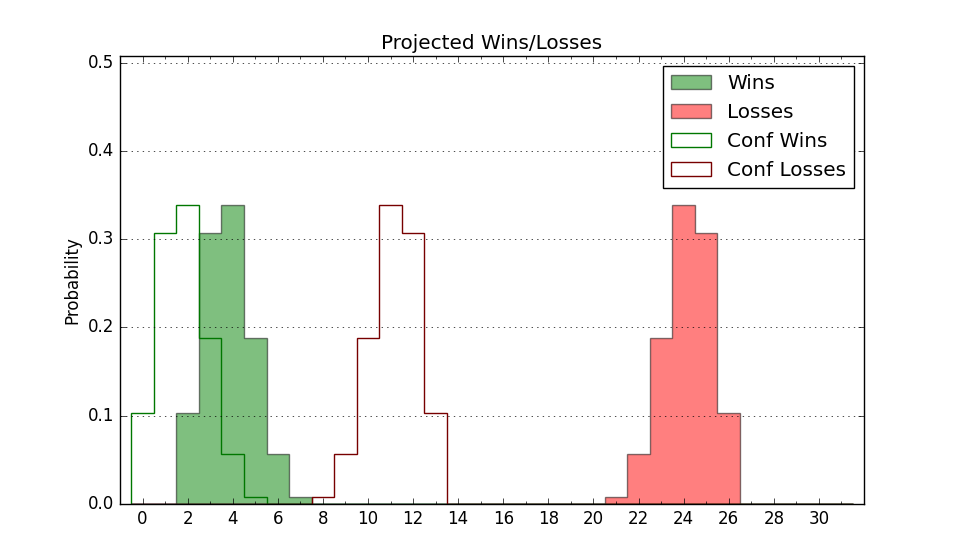 Projected Wins/Losses
0.5
0.4
0.3
0.2
0.1
0.0
Probability
0 2 4 6 8 10 12 14 16 18 20 22 24 26 28 30
Wins
Losses
Conf Wins
Conf Losses